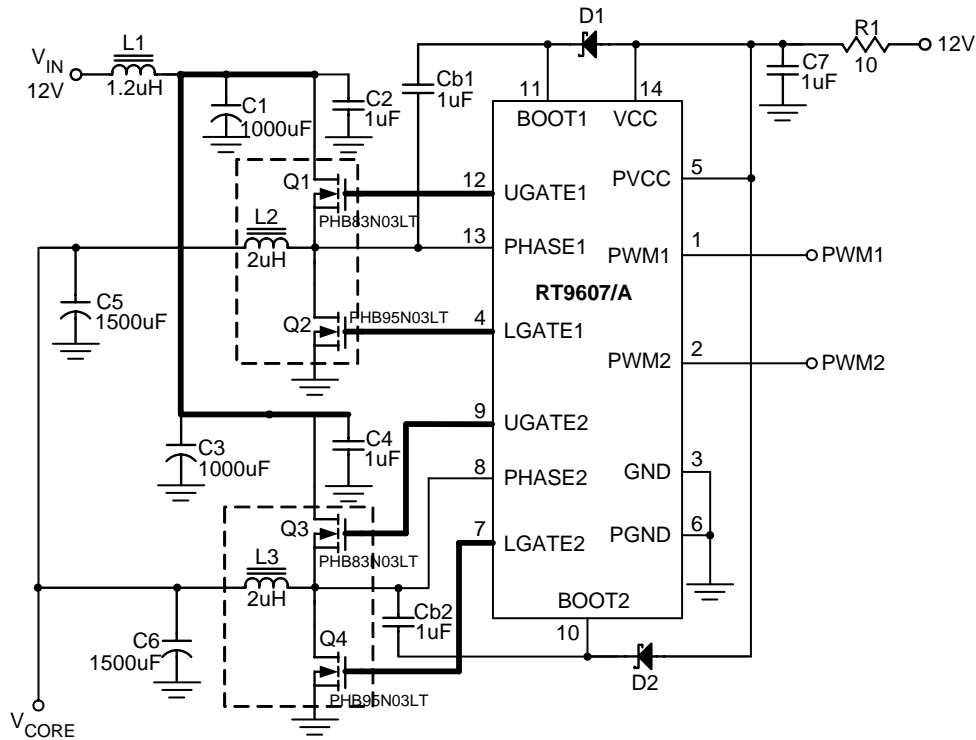 D1
R1
12V
10
L1
V_IN
12V
1.2uH
C1
1000uF
C2
1uF
Cb1
1uF
C7
1uF
11
14
BOOT1
VCC
Q1
PHB83N03LT
12
UGATE1
PVCC
5
L2
2uH
13
PHASE1
PWM1
1
PWM1
RT9607/A
C5
1500uF
Q2
PHB95N03LT
4
LGATE1
PWM2
2
PWM2
9
UGATE2
C3
1000uF
C4
1uF
8
PHASE2
GND
3
Q3
PHB83N03LT
7
LGATE2
PGND
6
L3
2uH
BOOT2
10
Cb2
1uF
C6
1500uF
Q4
PHB95N03LT
D2
V_CORE